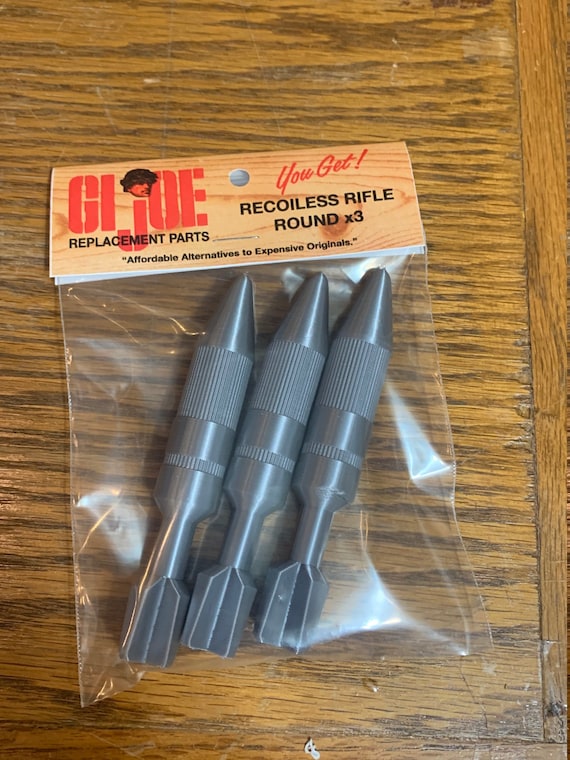 GI JOE
REPLACEMENT PARTS
You Get!
RECOILESS RIFLE
ROUND x3
"Affordable Alternatives to Expensive Originals."